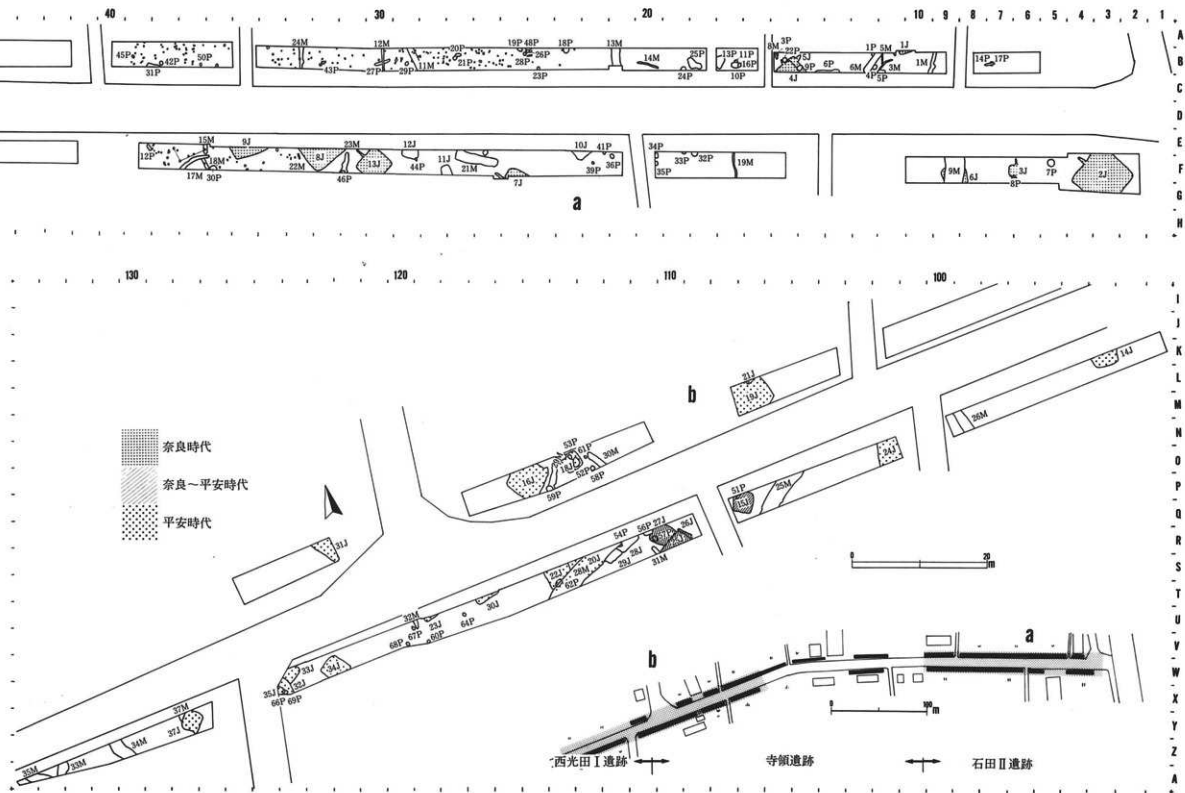 40 30 20 10 9 8 7 6 5 4 3 2 1
A
B
C
D
E
F
G
H
45P 42P 50P 31P
24M 43P 12M 27P 29P 11M 20P 21P 19P 48P 28P 26P 23P 18P 13M 14M 25P 24P
13P 11P 16P 10P
3P 8M 22P 5J 9P 4J 6P 6M 1P 5M 4P 5P 3M 1J 1M
14P 17P
12P 15M 18M 17M 30P 9J 22M 8J 23M 46P 13J 12J 44P 11J 21M 7J 10J 41P 39P 36P
34P 33P 32P 35P 19M
9M 6J 3J 8P 7P 2J
a
130 120 110 100
I
J
K
L
M
N
O
P
Q
R
S
T
U
V
W
X
Y
Z
A
b
21J
19J
14J
26M
53P 61P 30M
16J 18J 52P 58P 59P
24J
51P 15J 25M
奈良時代
奈良～平安時代
平安時代
31J
54P 56P 27J 57P 26J
22J 28M 20J 62P 29J 28J 31M
30J
32M 23J 67P 64P 68P 60P
33J 34J 35J 32J 66P 69P
37M 37J 34M 33M 35M
0 20 m
a
b
0 100 m
西光田Ⅰ遺跡 寺領遺跡 石田Ⅱ遺跡